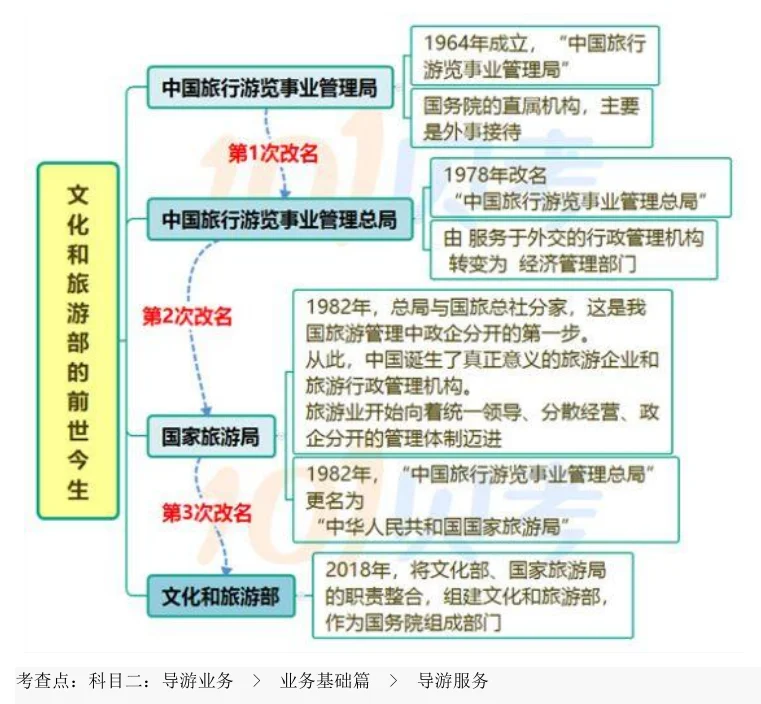 文化和旅游部的前世今生
中国旅行游览事业管理局
1964年成立，“中国旅行
游览事业管理局”
国务院的直属机构，主要
是外事接待
第1次改名
中国旅行游览事业管理总局
1978年改名
“中国旅行游览事业管理总局”
由 服务于外交的行政管理机构
转变为 经济管理部门
第2次改名
国家旅游局
1982年，总局与国旅总社分家，这是我
国旅游管理中政企分开的第一步。
从此，中国诞生了真正意义的旅游企业和
旅游行政管理机构。
旅游业开始向着统一领导、分散经营、政
企分开的管理体制迈进
1982年，“中国旅行游览事业管理总局”
更名为
“中华人民共和国国家旅游局”
第3次改名
文化和旅游部
2018年，将文化部、国家旅游局
的职责整合，组建文化和旅游部，
作为国务院组成部门
101贝考
101贝考
考查点：科目二：导游业务 > 业务基础篇 > 导游服务